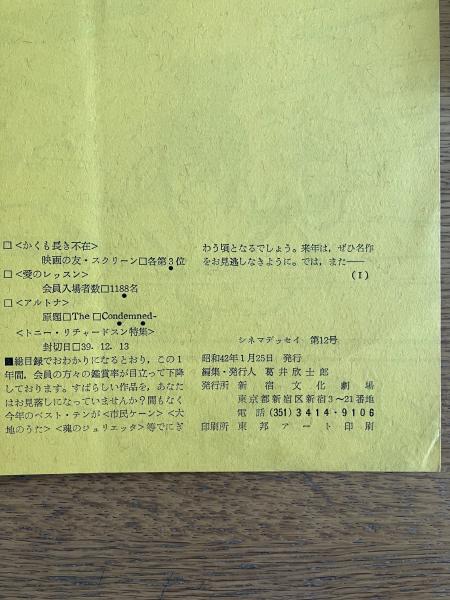 □ <かくも長き不在>
映画の友・スクリーン□各第3位
□ <愛のレッスン>
会員入場者数□1188名
□ <アルトナ>
原題□The □Condemned-
<トニー・リチャードスン特集>
封切日□39. 12. 13
■総目録でおわかりになるとおり，この1
年間，会員の方々の鑑賞率が目立って下降
しております。すばらしい作品を，あなた
はお見落しになっていませんか？間もなく
今年のベスト・テンが<市民ケーン> <大
地のうた> <魂のジュリエッタ> 等でにぎ
わう頃となるでしょう。来年は，ぜひ名作
をお見逃しなきように。では，また——
(I)
シネマデッセイ 第12号
昭和42年1月25日 発行
編集・発行人 葛井欣士郎
発行所 新宿文化劇場
東京都新宿区新宿3〜21番地
電話 (351) 3414・9106
印刷所 東邦アート印刷